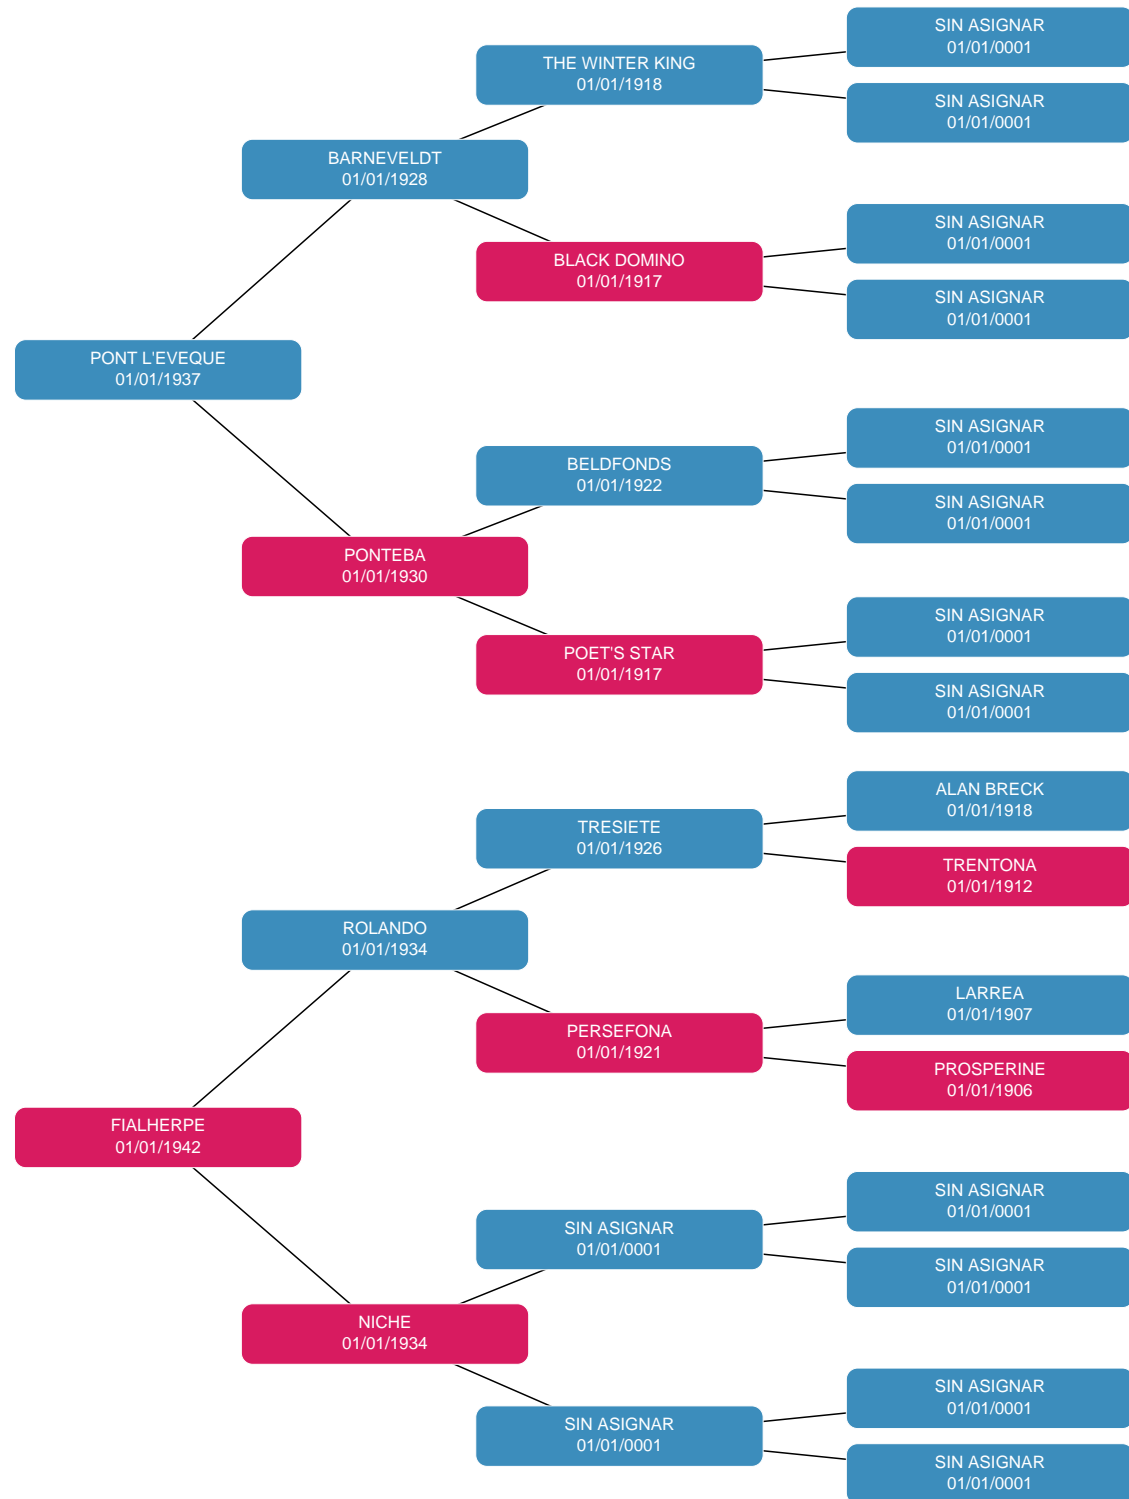 SIN ASIGNAR
01/01/0001
THE WINTER KING
01/01/1918
SIN ASIGNAR
01/01/0001
BARNEVELDT
01/01/1928
SIN ASIGNAR
01/01/0001
BLACK DOMINO
01/01/1917
SIN ASIGNAR
01/01/0001
PONT L'EVEQUE
01/01/1937
SIN ASIGNAR
01/01/0001
BELDFONDS
01/01/1922
SIN ASIGNAR
01/01/0001
PONTEBA
01/01/1930
SIN ASIGNAR
01/01/0001
POET'S STAR
01/01/1917
SIN ASIGNAR
01/01/0001
ALAN BRECK
01/01/1918
TRESIETE
01/01/1926
TRENTONA
01/01/1912
ROLANDO
01/01/1934
LARREA
01/01/1907
PERSEFONA
01/01/1921
PROSPERINE
01/01/1906
FIALHERPE
01/01/1942
SIN ASIGNAR
01/01/0001
SIN ASIGNAR
01/01/0001
SIN ASIGNAR
01/01/0001
NICHE
01/01/1934
SIN ASIGNAR
01/01/0001
SIN ASIGNAR
01/01/0001
SIN ASIGNAR
01/01/0001